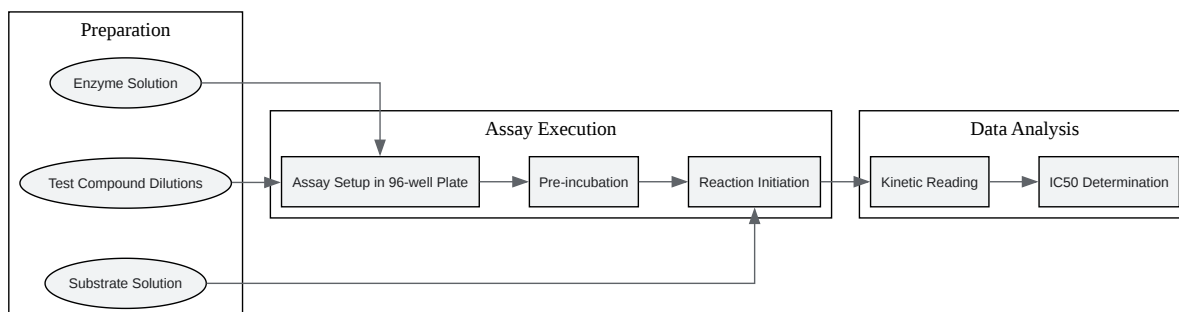 Preparation
Enzyme Solution
Test Compound Dilutions
Substrate Solution
Assay Execution
Assay Setup in 96-well Plate
Pre-incubation
Reaction Initiation
Data Analysis
Kinetic Reading
IC50 Determination